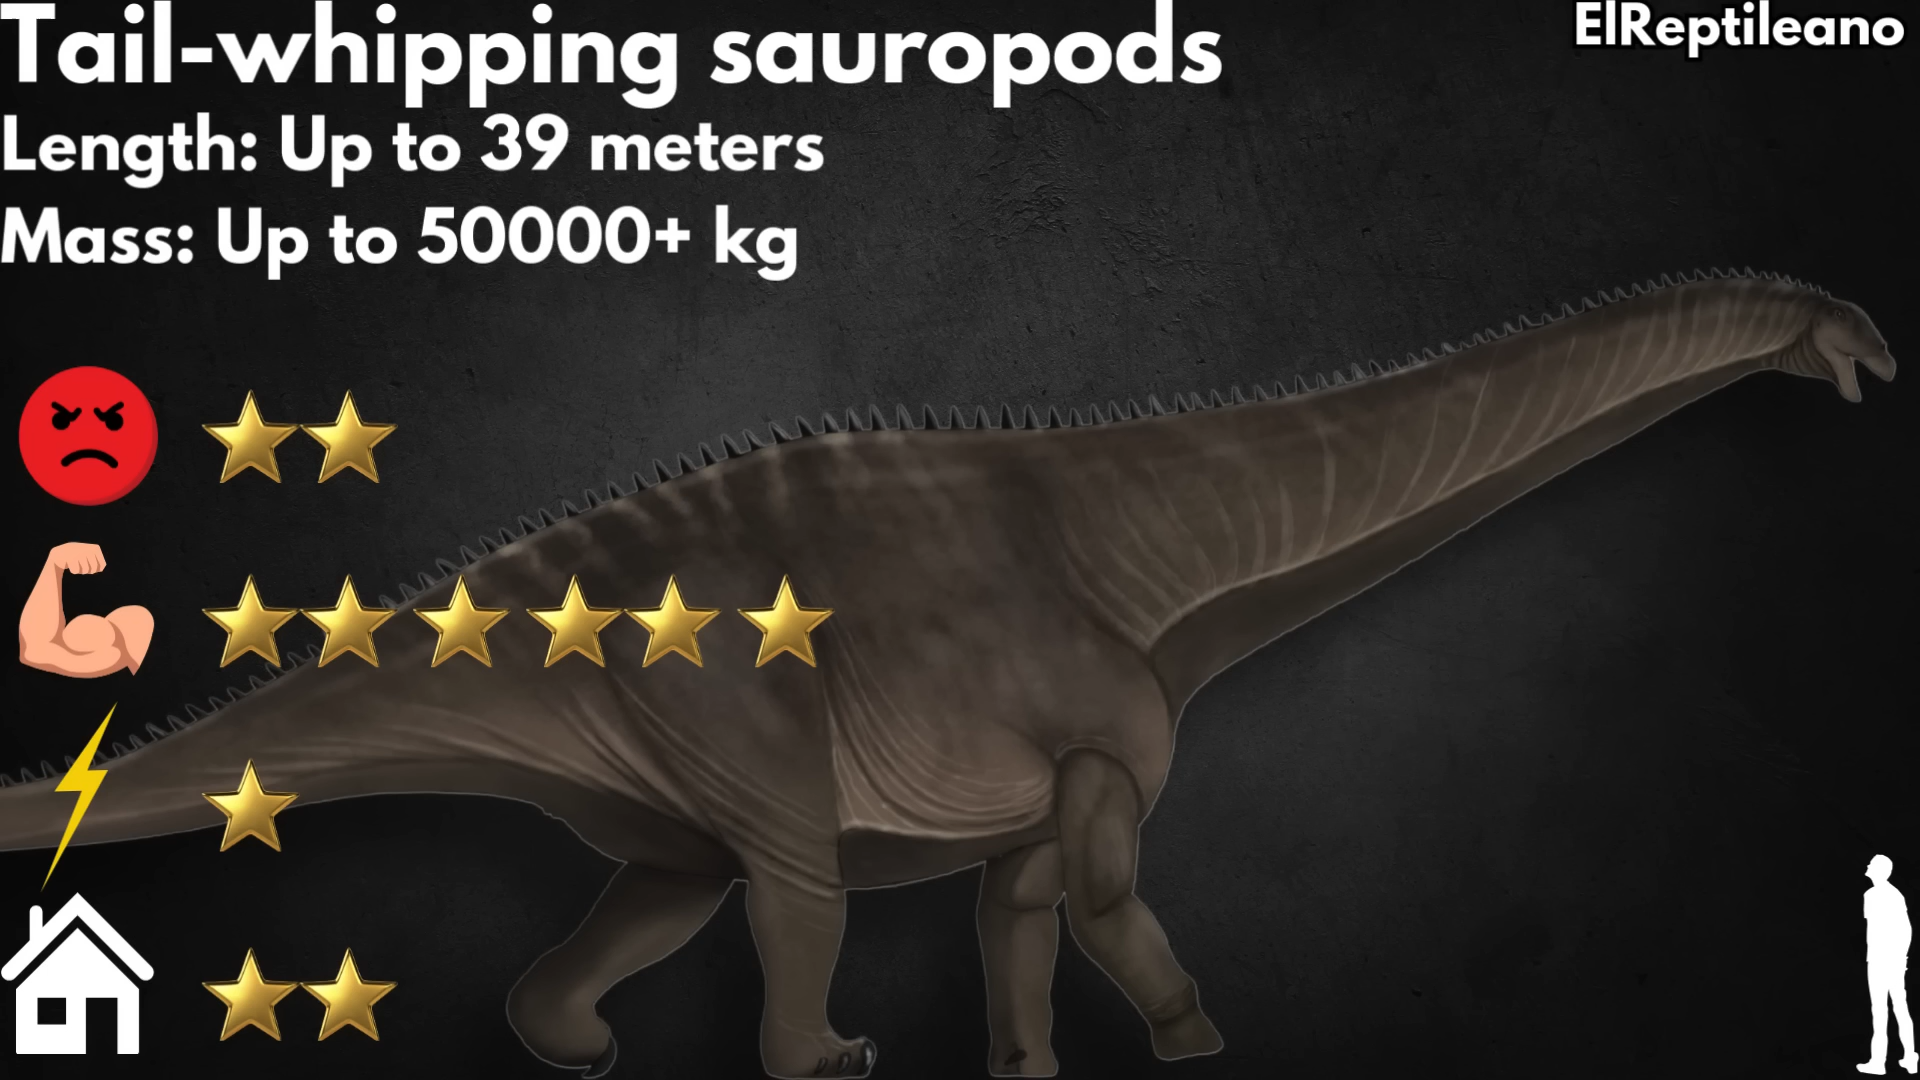 Tail-whipping sauropods
ElReptileano
Length: Up to 39 meters
Mass: Up to 50000+ kg